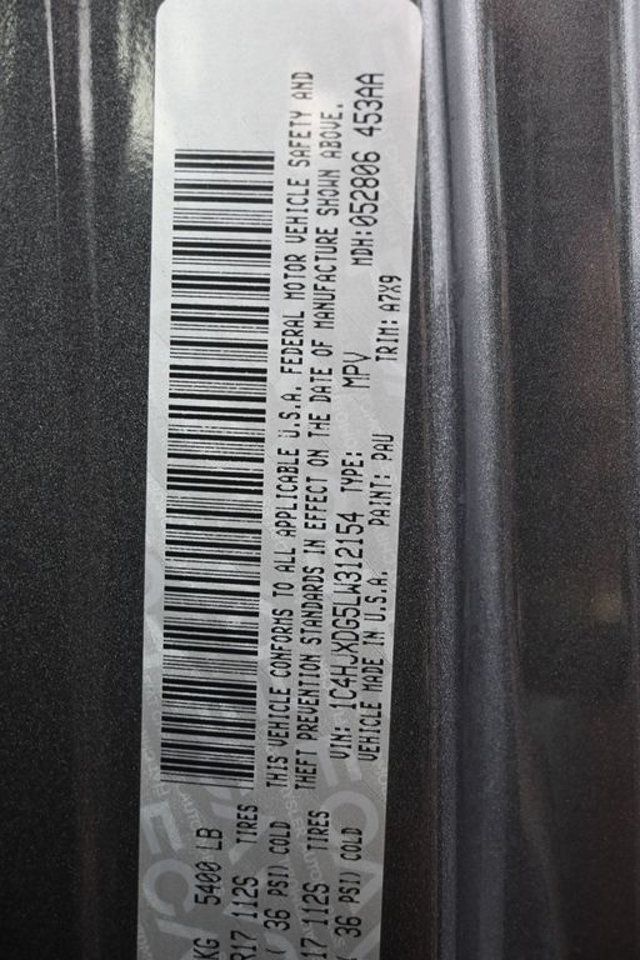 KG 5400 LB
R17 112S TIRES
( 36 PSI) COLD
17 112S TIRES
36 PSI) COLD
THIS VEHICLE CONFORMS TO ALL APPLICABLE U.S.A. FEDERAL MOTOR VEHICLE SAFETY AND
THEFT PREVENTION STANDARDS IN EFFECT ON THE DATE OF MANUFACTURE SHOWN ABOVE.
VIN: 1C4HJXDG5LW312154 TYPE: MPV MDH:052806 453AA
VEHICLE MADE IN U.S.A. PAINT: PAU TRIM: A7X9